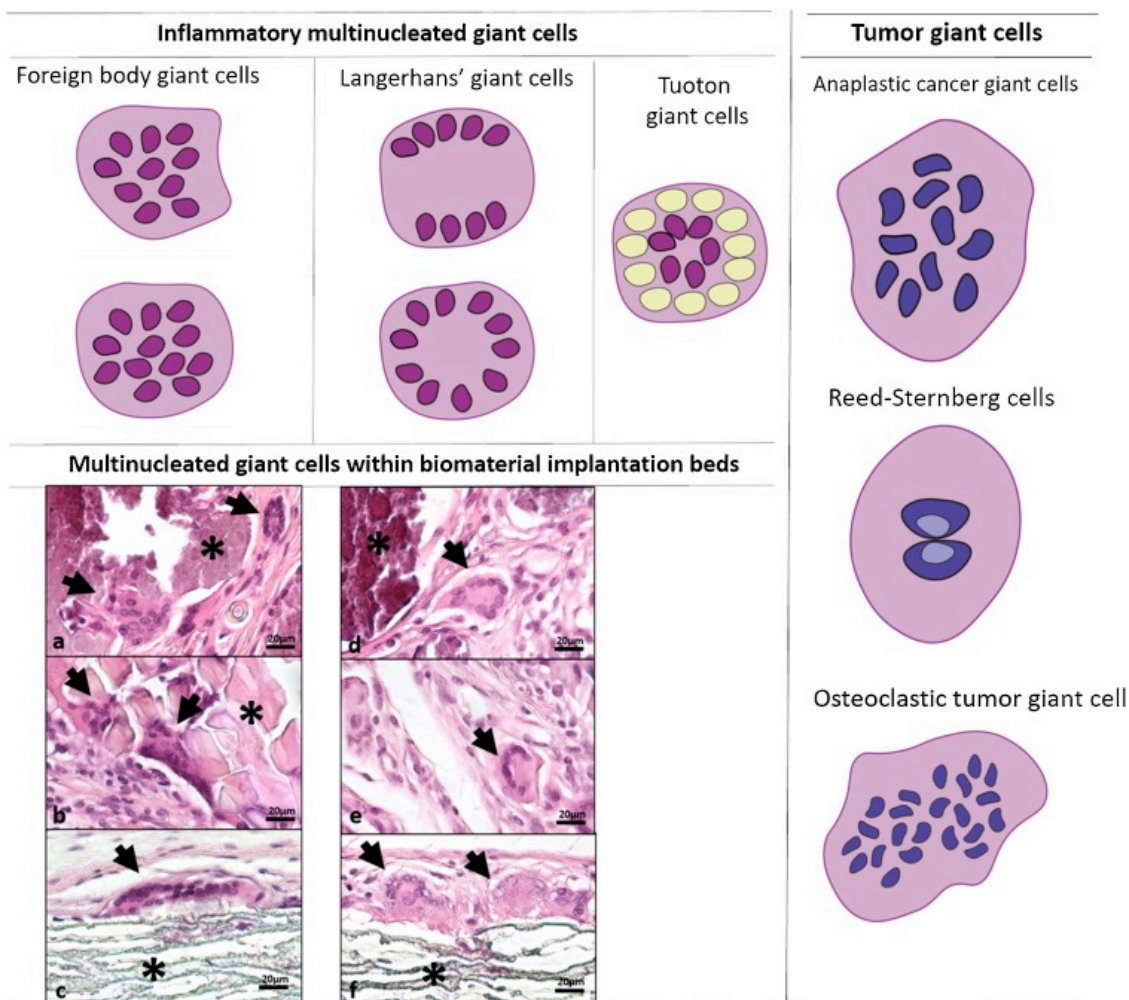 Inflammatory multinucleated giant cells
Tumor giant cells
Foreign body giant cells
Langerhans’ giant cells
Tuoton
giant cells
Anaplastic cancer giant cells
Reed-Sternberg cells
Osteoclastic tumor giant cell
Multinucleated giant cells within biomaterial implantation beds
*
a
20µm
*
d
20µm
*
b
20µm
e
20µm
*
c
20µm
*
f
20µm